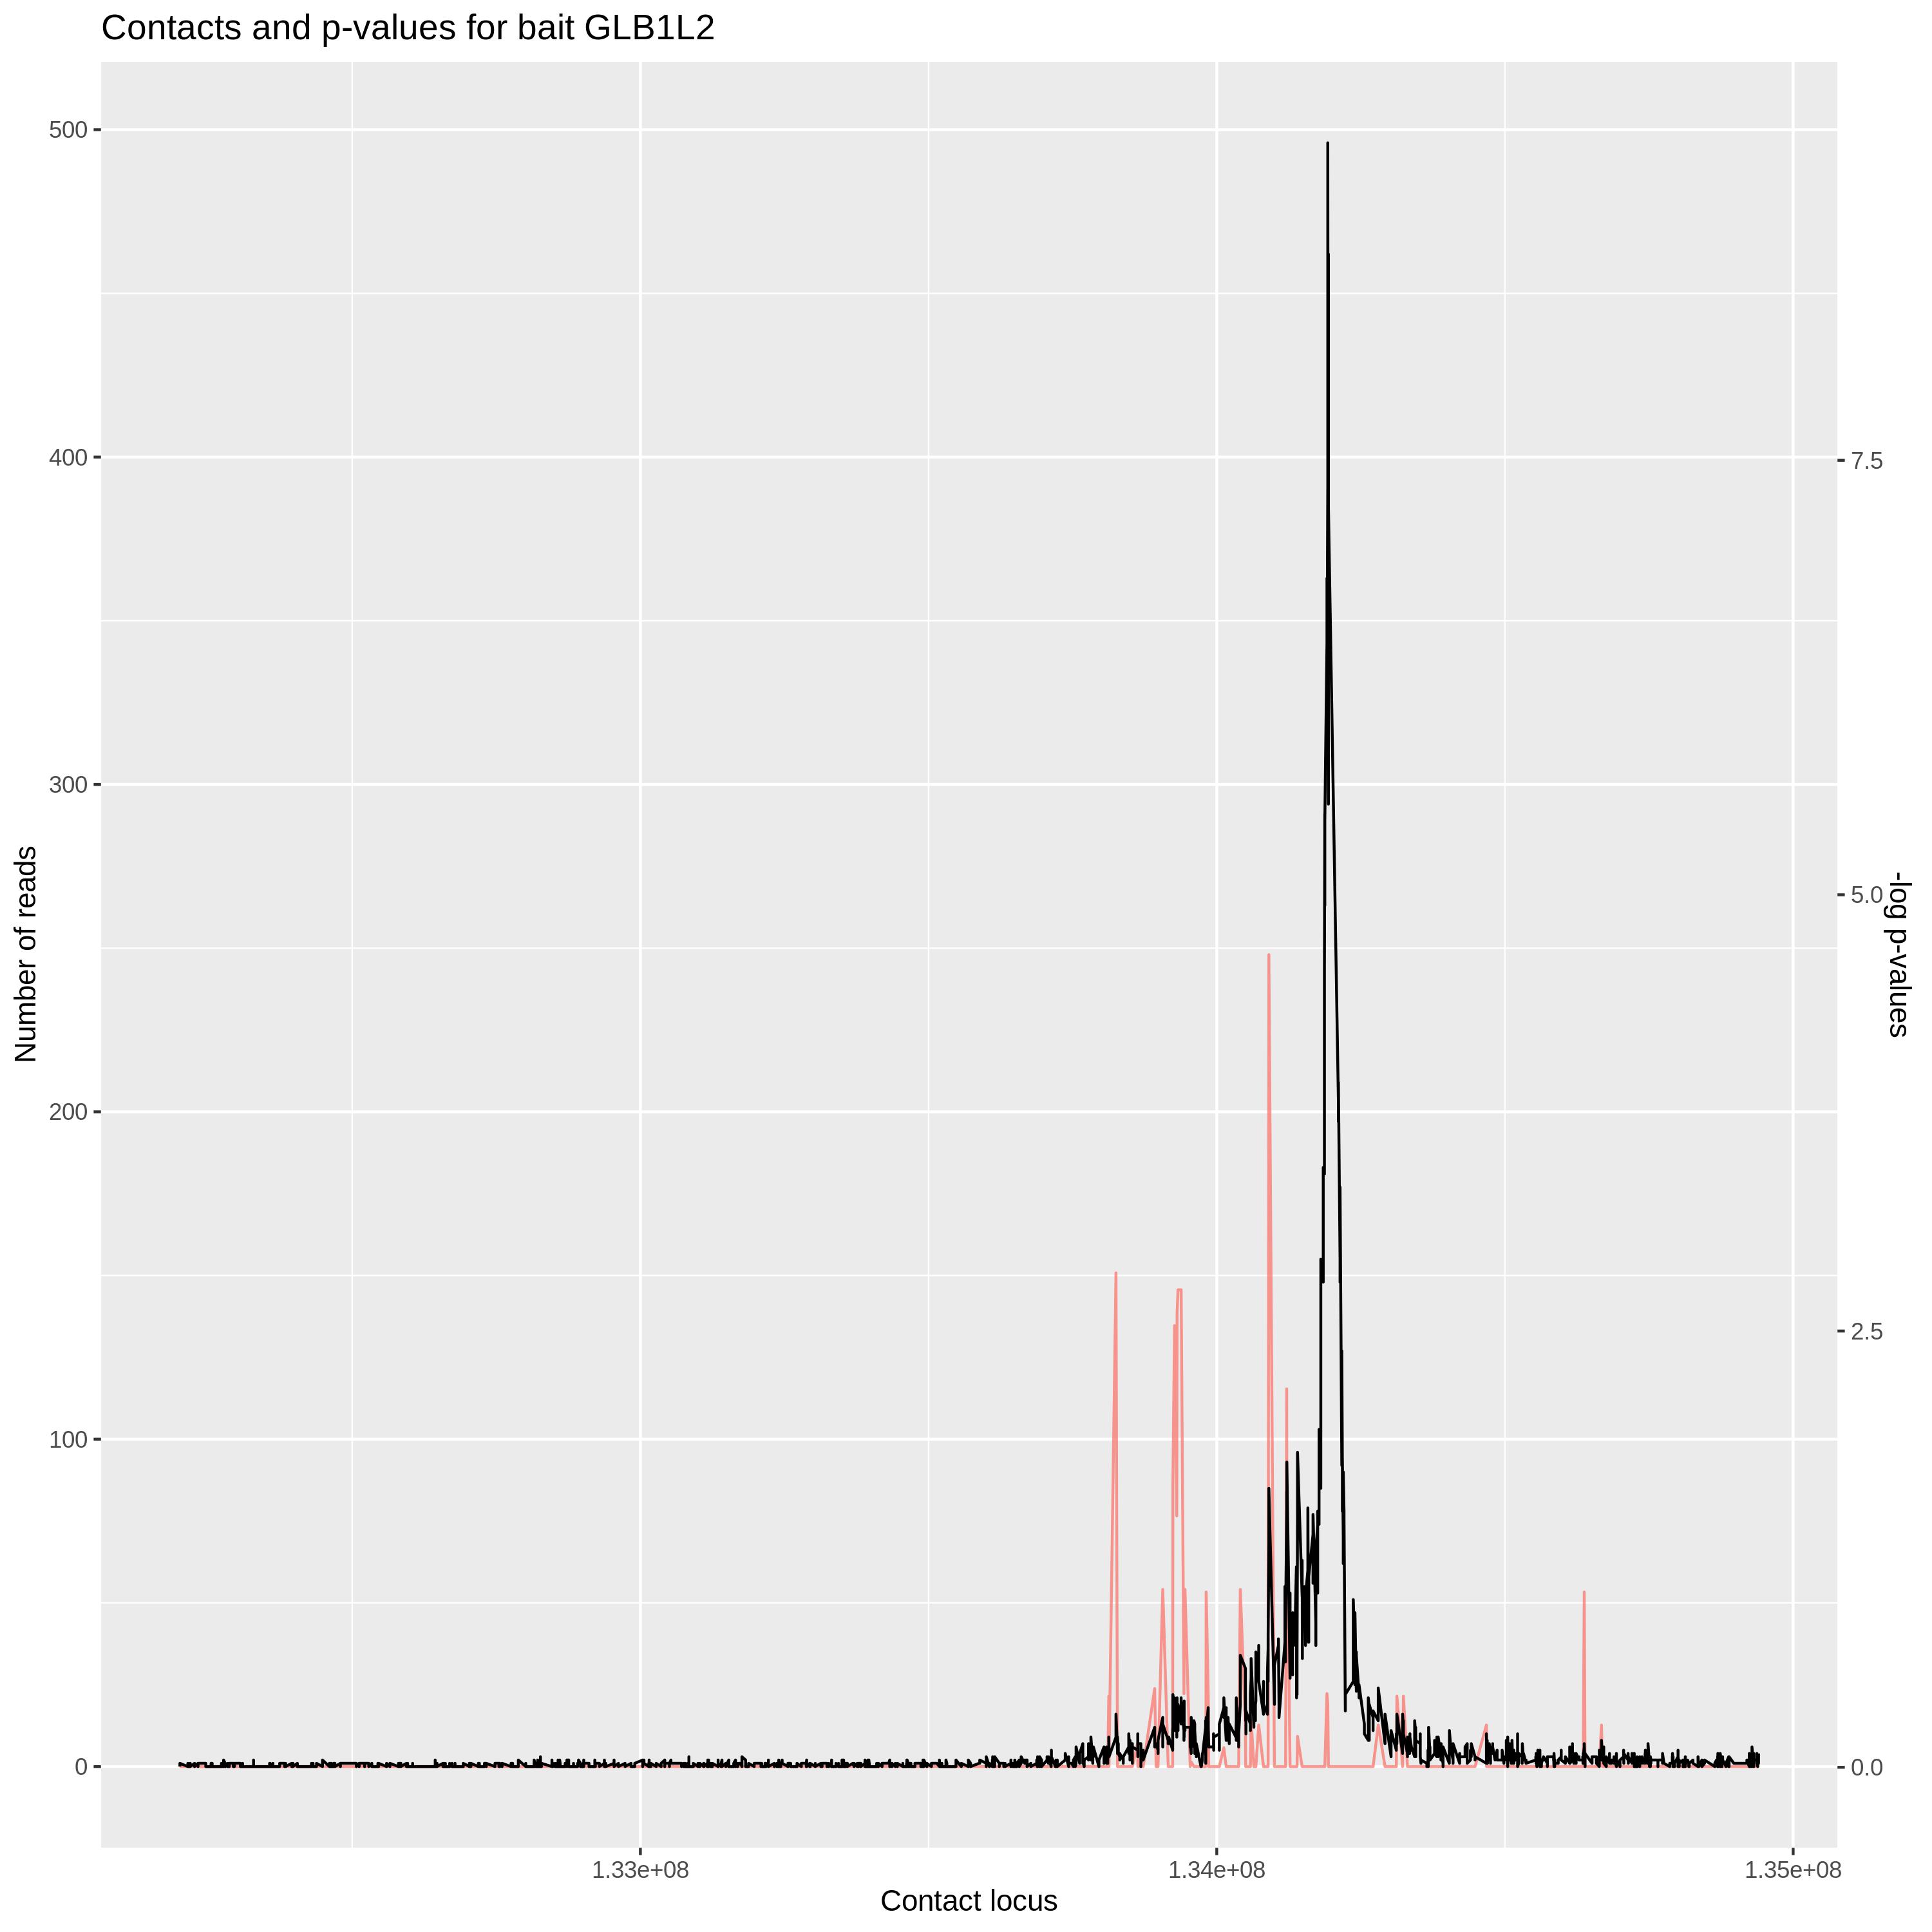 Contacts and p-values for bait GLB1L2
500
400
300
200
100
0
Number of reads
7.5
5.0
2.5
0.0
-log p-values
1.33e+08
1.34e+08
1.35e+08
Contact locus